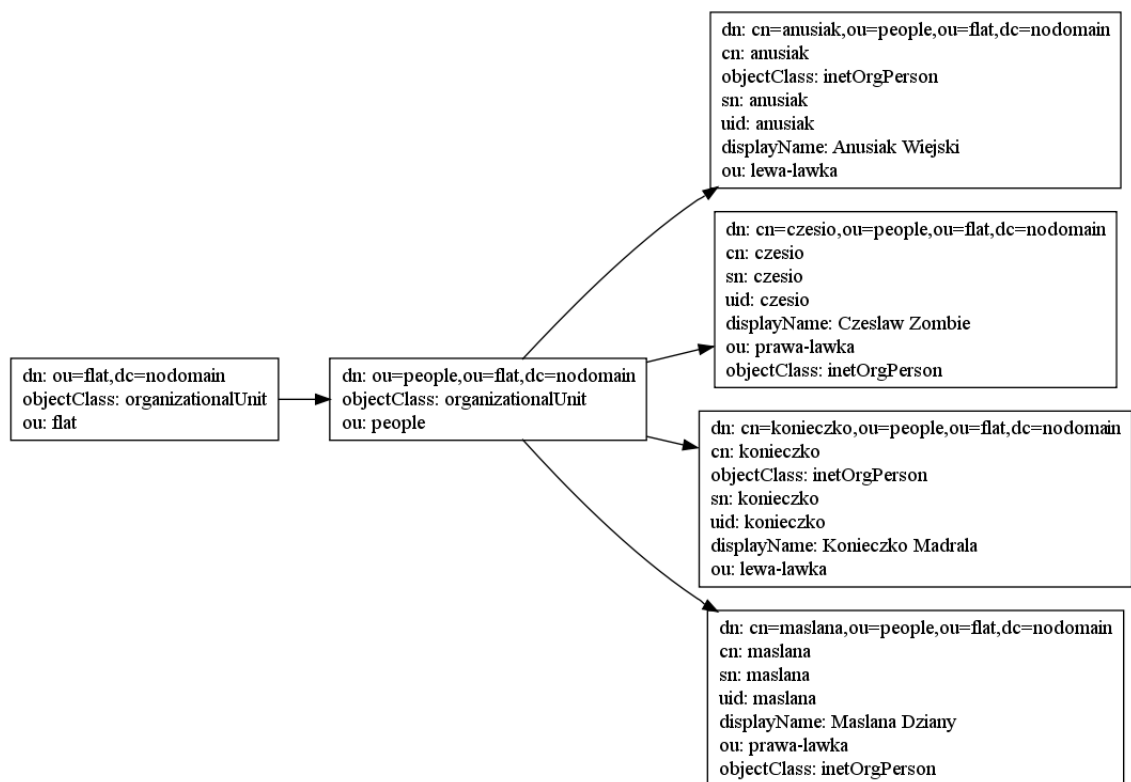 dn: ou=flat,dc=nodomain
objectClass: organizationalUnit
ou: flat
dn: ou=people,ou=flat,dc=nodomain
objectClass: organizationalUnit
ou: people
dn: cn=anusiak,ou=people,ou=flat,dc=nodomain
cn: anusiak
objectClass: inetOrgPerson
sn: anusiak
uid: anusiak
displayName: Anusiak Wiejski
ou: lewa-lawka
dn: cn=czesio,ou=people,ou=flat,dc=nodomain
cn: czesio
sn: czesio
uid: czesio
displayName: Czeslaw Zombie
ou: prawa-lawka
objectClass: inetOrgPerson
dn: cn=konieczko,ou=people,ou=flat,dc=nodomain
cn: konieczko
objectClass: inetOrgPerson
sn: konieczko
uid: konieczko
displayName: Konieczko Madrala
ou: lewa-lawka
dn: cn=maslana,ou=people,ou=flat,dc=nodomain
cn: maslana
sn: maslana
uid: maslana
displayName: Maslana Dziany
ou: prawa-lawka
objectClass: inetOrgPerson